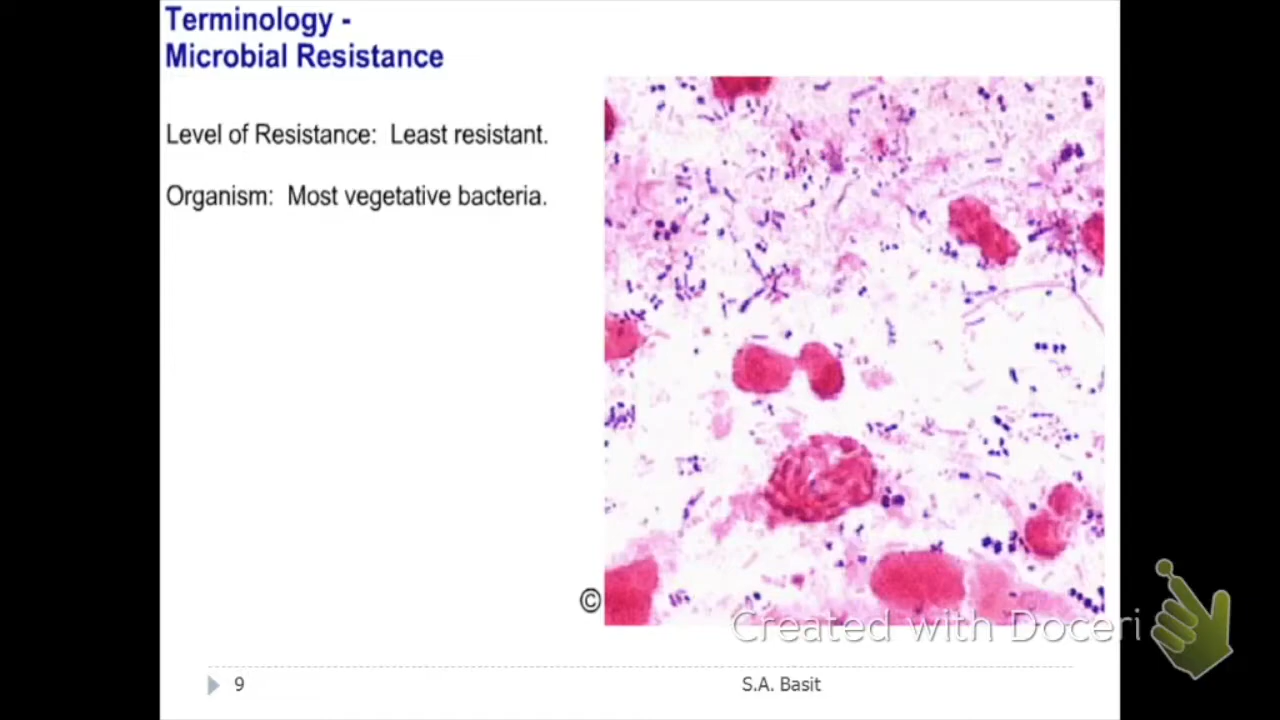 Terminology -
Microbial Resistance
Level of Resistance: Least resistant.
Organism: Most vegetative bacteria.
©
Created with Doceri
9
S.A. Basit